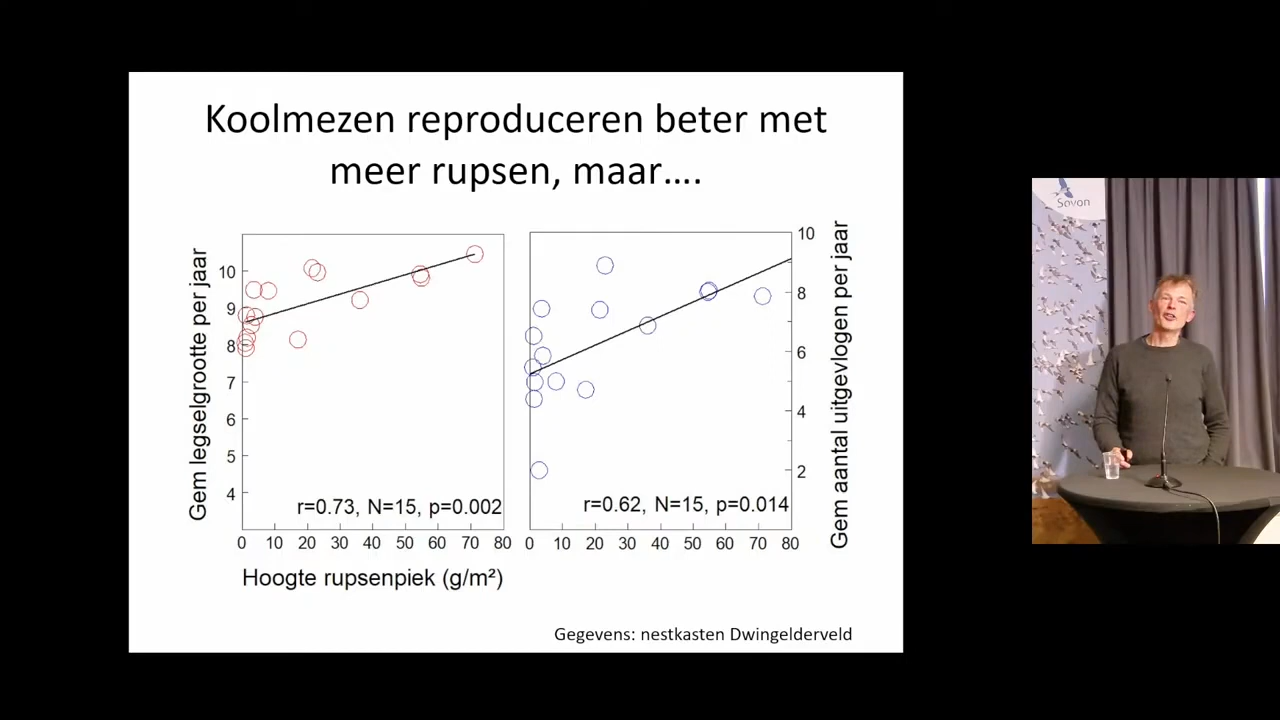 Koolmezen reproduceren beter met
meer rupsen, maar....
Gem legselgrootte per jaar
10
9
8
7
6
5
4
r=0.73, N=15, p=0.002
0 10 20 30 40 50 60 70 80
Hoogte rupsenpiek (g/m²)
10
8
6
4
2
Gem aantal uitgevlogen per jaar
r=0.62, N=15, p=0.014
0 10 20 30 40 50 60 70 80
Gegevens: nestkasten Dwingelderveld
Sovon